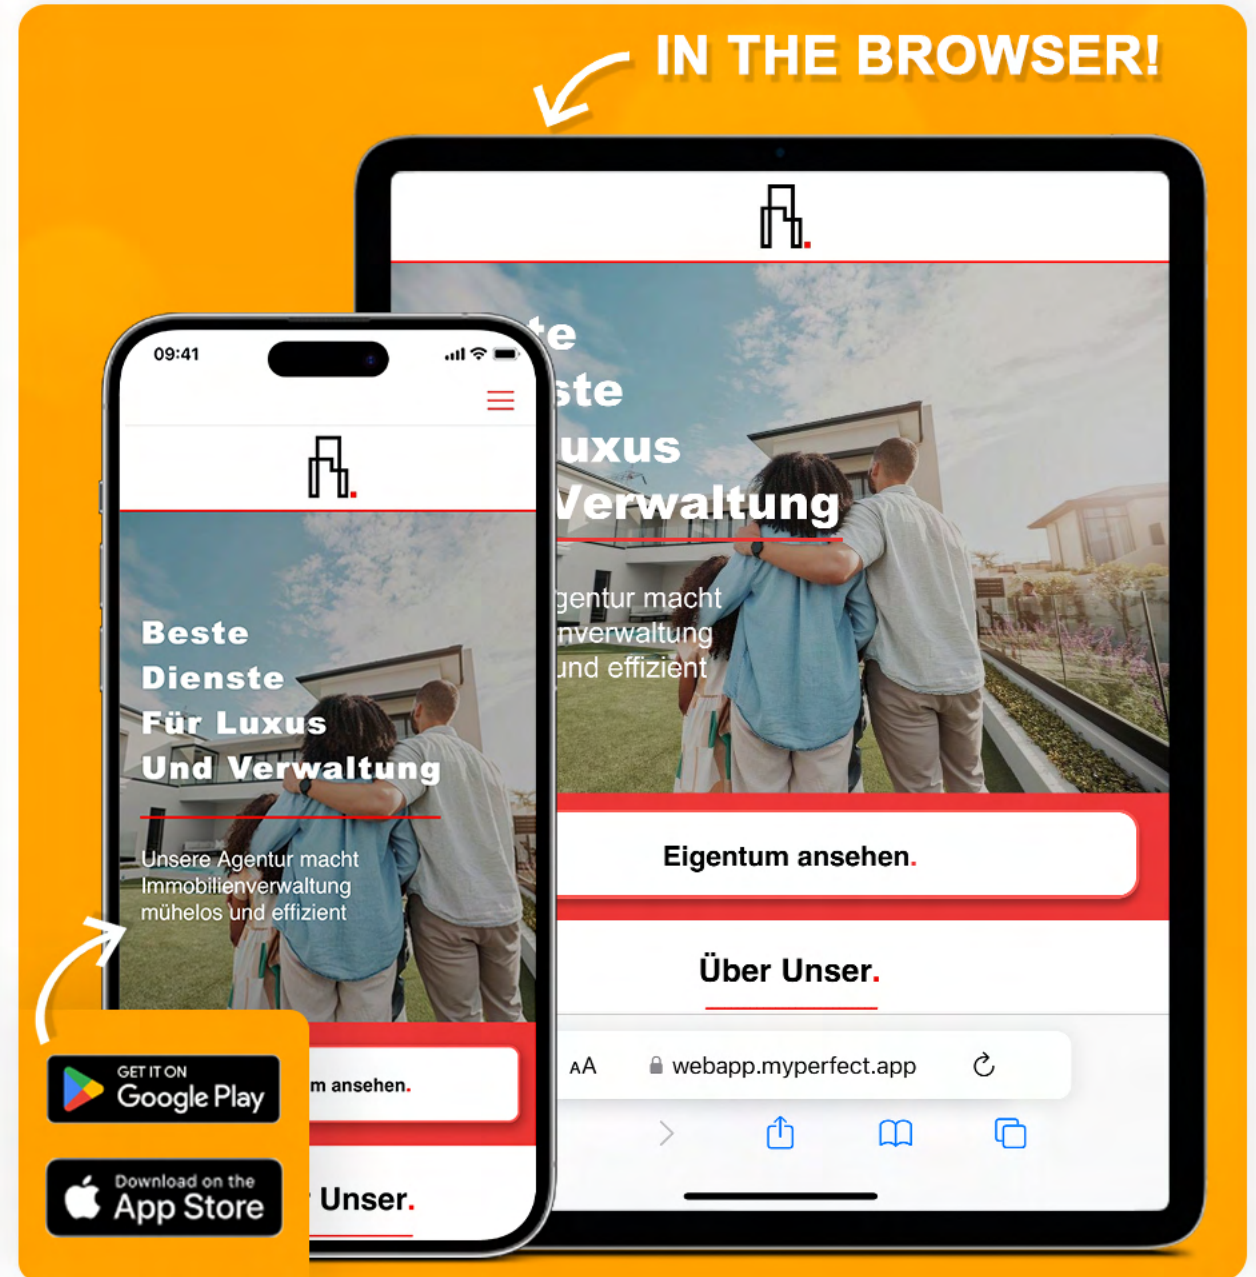 IN THE BROWSER!
te
ste
uxus
Verwaltung
gentur macht
nverwaltung
und effizient
Eigentum ansehen.
Über Unser.
AA
webapp.myperfect.app
09:41
Beste
Dienste
Für Luxus
Und Verwaltung
Unsere Agentur macht
Immobilienverwaltung
mühelos und effizient
m ansehen.
Unser.
GET IT ON
Google Play
Download on the
App Store